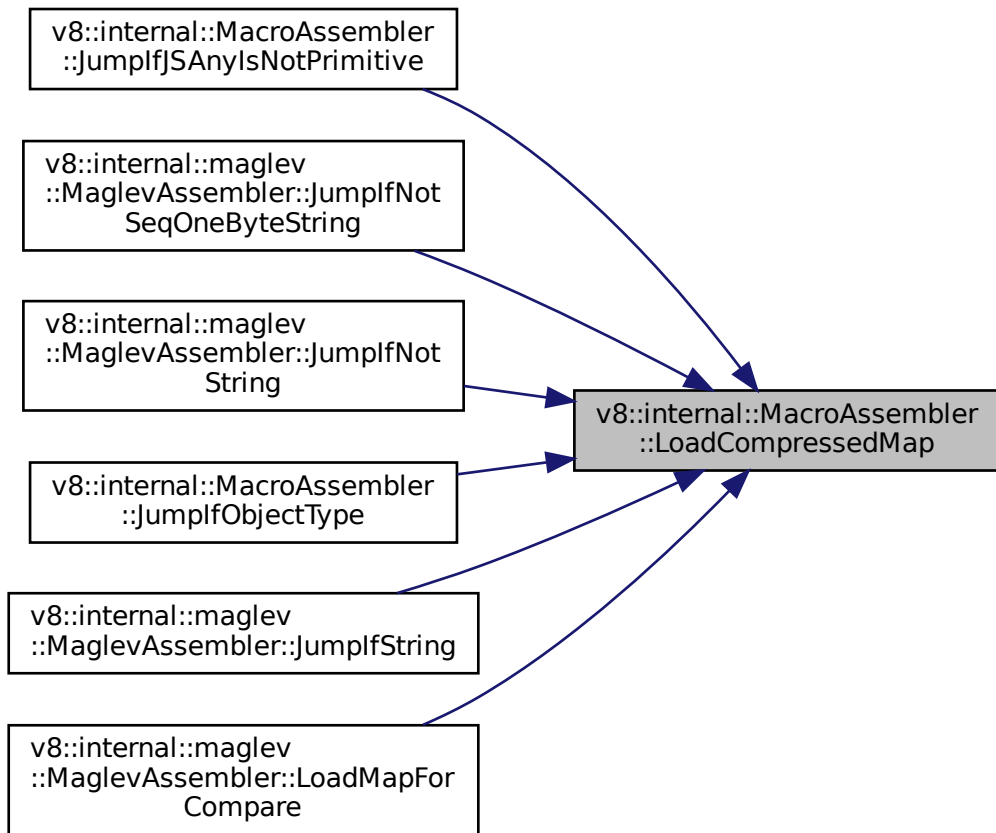 v8::internal::MacroAssembler
::JumpIfJSAnyIsNotPrimitive
v8::internal::maglev
::MaglevAssembler::JumpIfNot
SeqOneByteString
v8::internal::maglev
::MaglevAssembler::JumpIfNot
String
v8::internal::MacroAssembler
::LoadCompressedMap
v8::internal::MacroAssembler
::JumpIfObjectType
v8::internal::maglev
::MaglevAssembler::JumpIfString
v8::internal::maglev
::MaglevAssembler::LoadMapFor
Compare